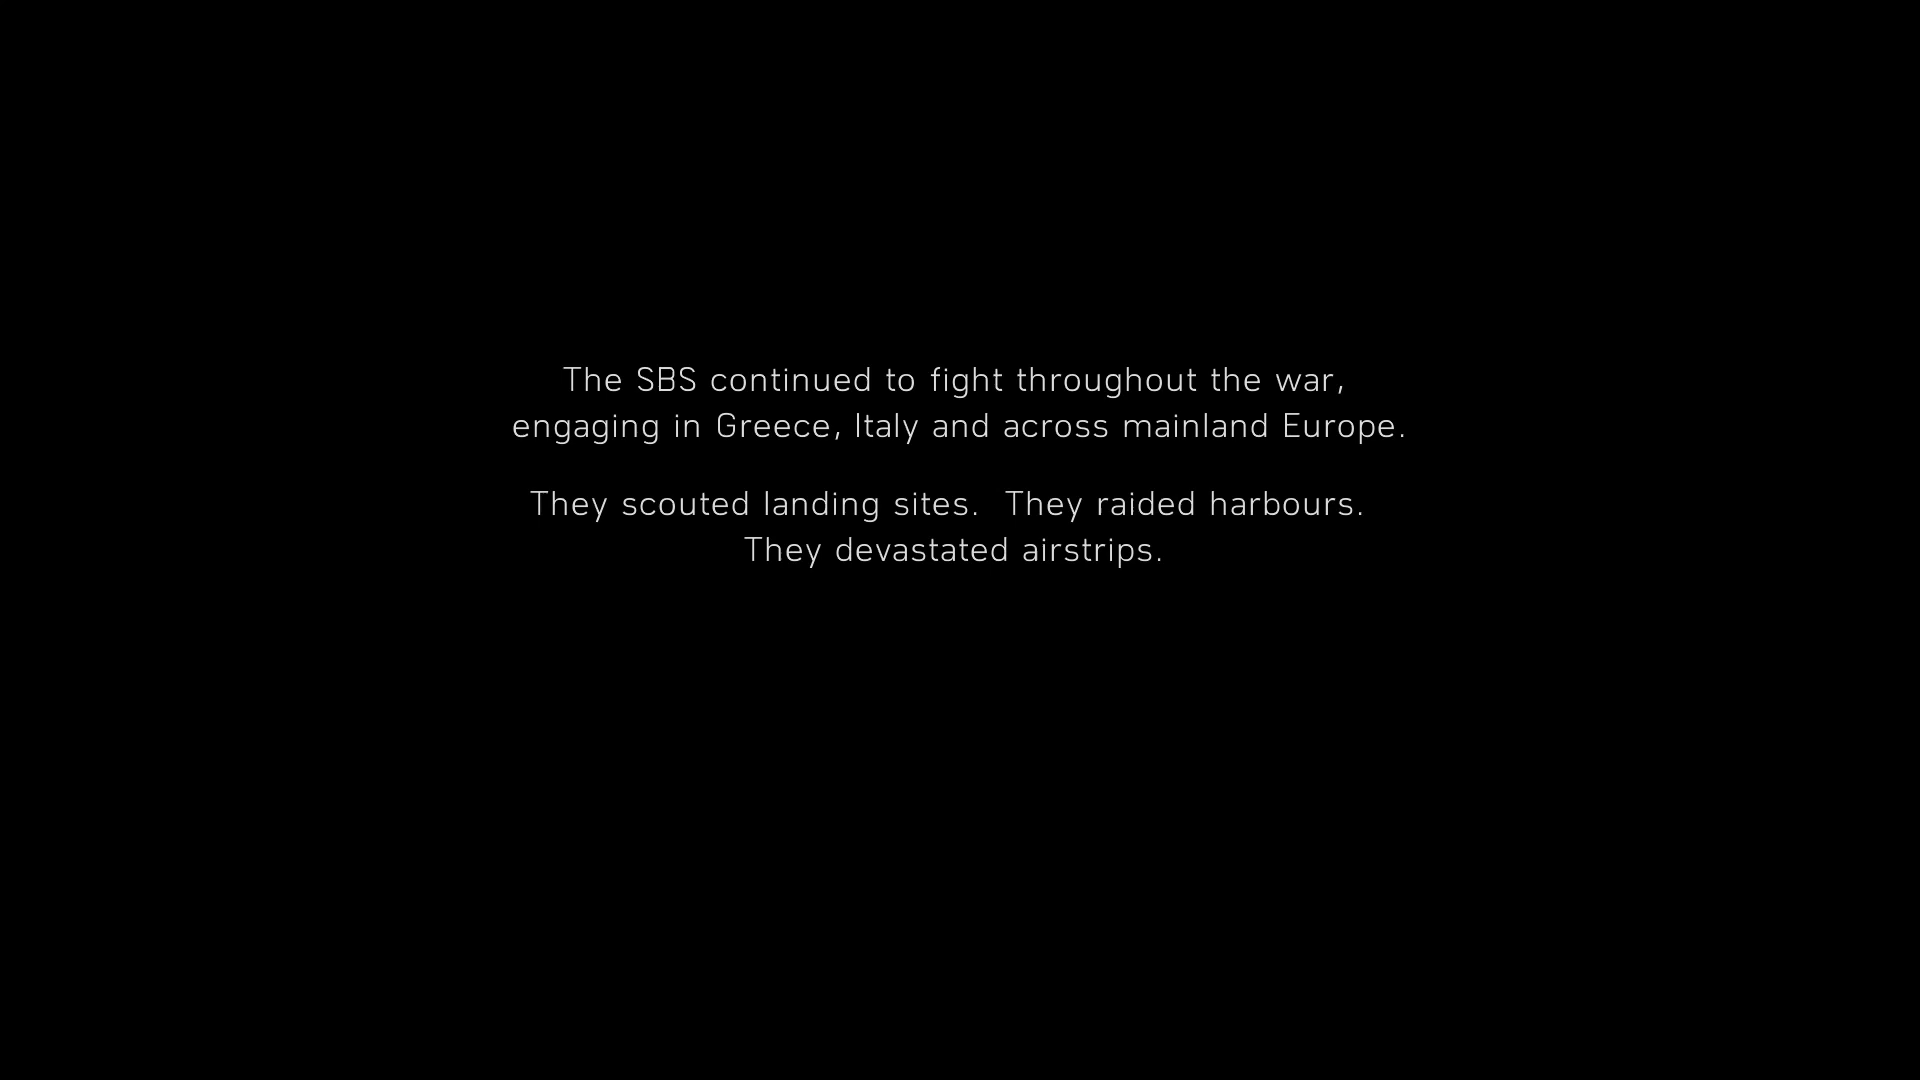 The SBS continued to fight throughout the war,
engaging in Greece, Italy and across mainland Europe.
They scouted landing sites.  They raided harbours.
They devastated airstrips.